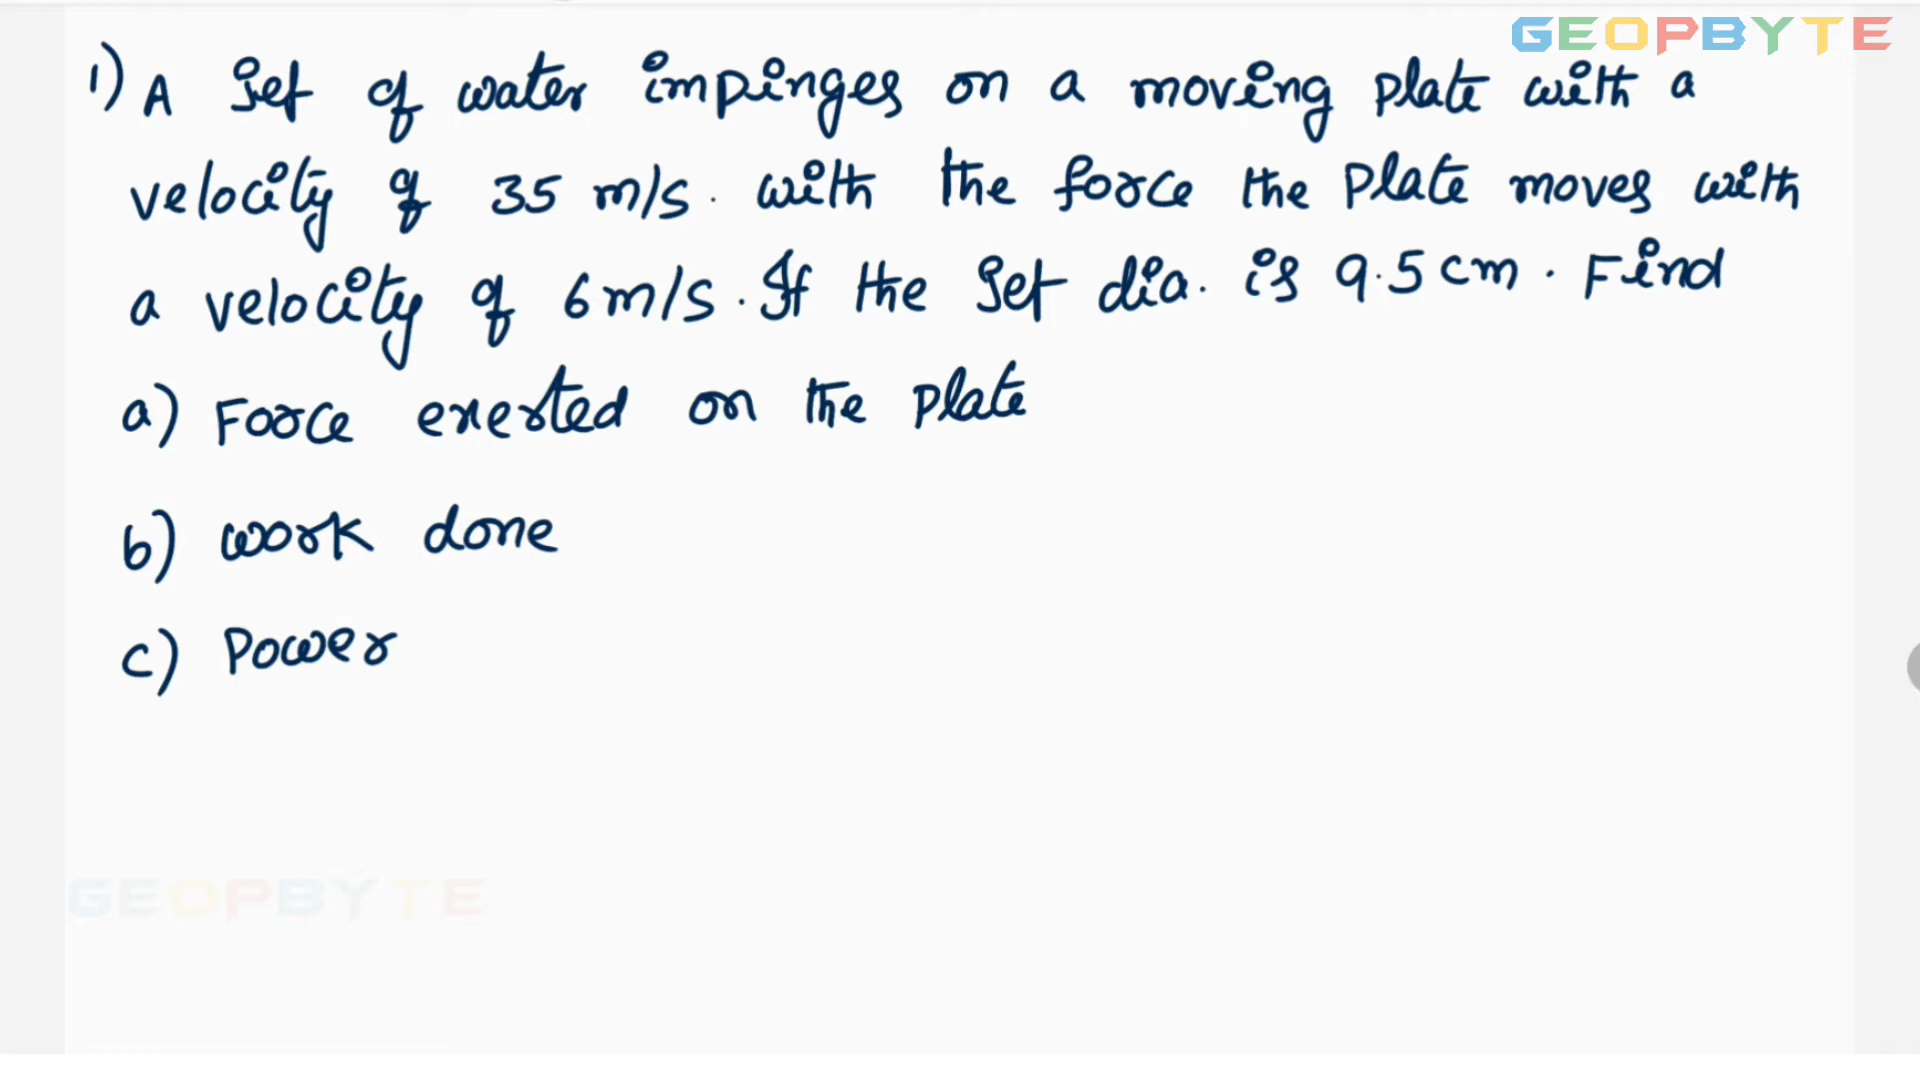 GEOPBYTE
1) A Jet of water impinges on a moving plate with a
velocity of 35 m/s. with the force the plate moves with
a velocity of 6 m/s. If the Jet dia. is 9.5 cm. Find
a) Force exerted on the plate
b) work done
c) Power
GEOPBYTE